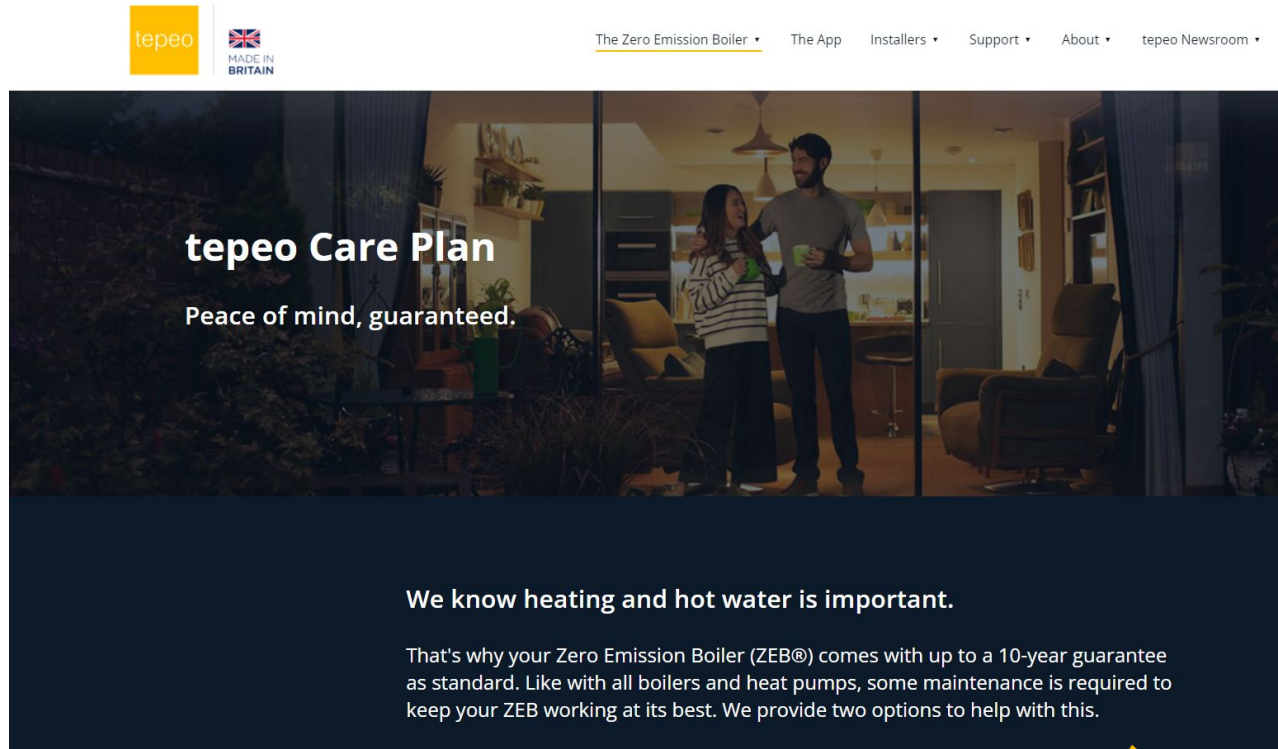 tepeo
MADE IN
BRITAIN
The Zero Emission Boiler ▾ The App Installers ▾ Support ▾ About ▾ tepeo Newsroom ▾
tepeo Care Plan
Peace of mind, guaranteed.
We know heating and hot water is important.
That's why your Zero Emission Boiler (ZEB®) comes with up to a 10-year guarantee
as standard. Like with all boilers and heat pumps, some maintenance is required to
keep your ZEB working at its best. We provide two options to help with this.